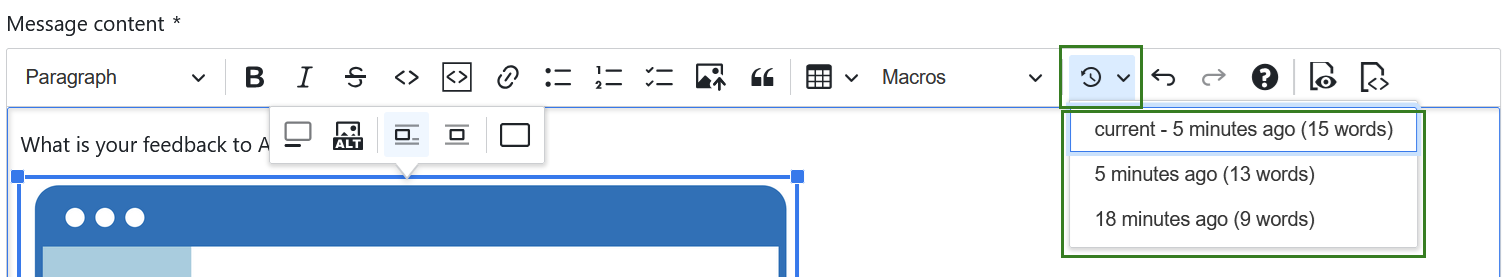 Message content *
Paragraph
Macros
ALT
What is your feedback to A
current - 5 minutes ago (15 words)
5 minutes ago (13 words)
18 minutes ago (9 words)